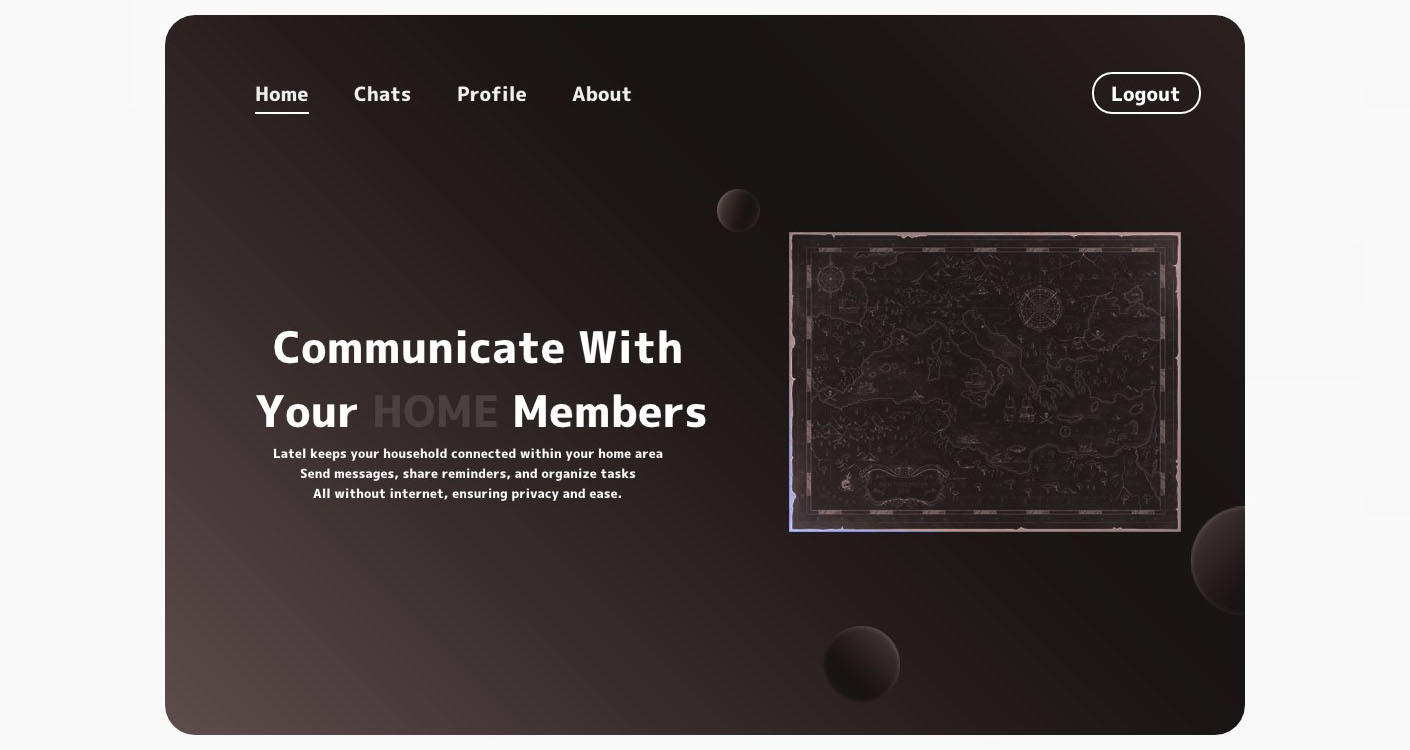 Home Chats Profile About Logout
Communicate With
Your HOME Members
Latel keeps your household connected within your home area
Send messages, share reminders, and organize tasks
All without internet, ensuring privacy and ease.